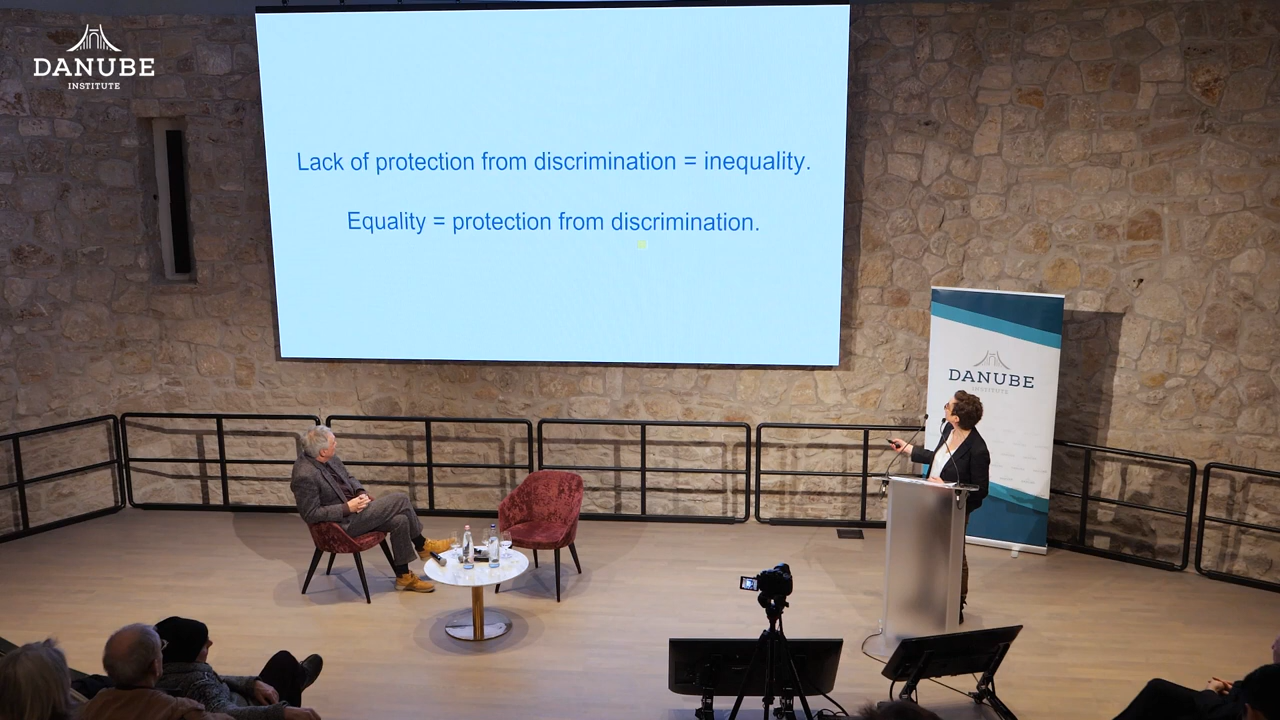 DANUBE
INSTITUTE
Lack of protection from discrimination = inequality.
Equality = protection from discrimination.
DANUBE
INSTITUTE